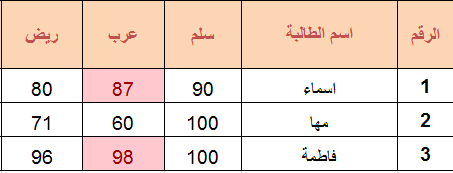 الرقم اسم الطالبة سلم عرب ريض
1 اسماء 90 87 80
2 مها 100 60 71
3 فاطمة 100 98 96